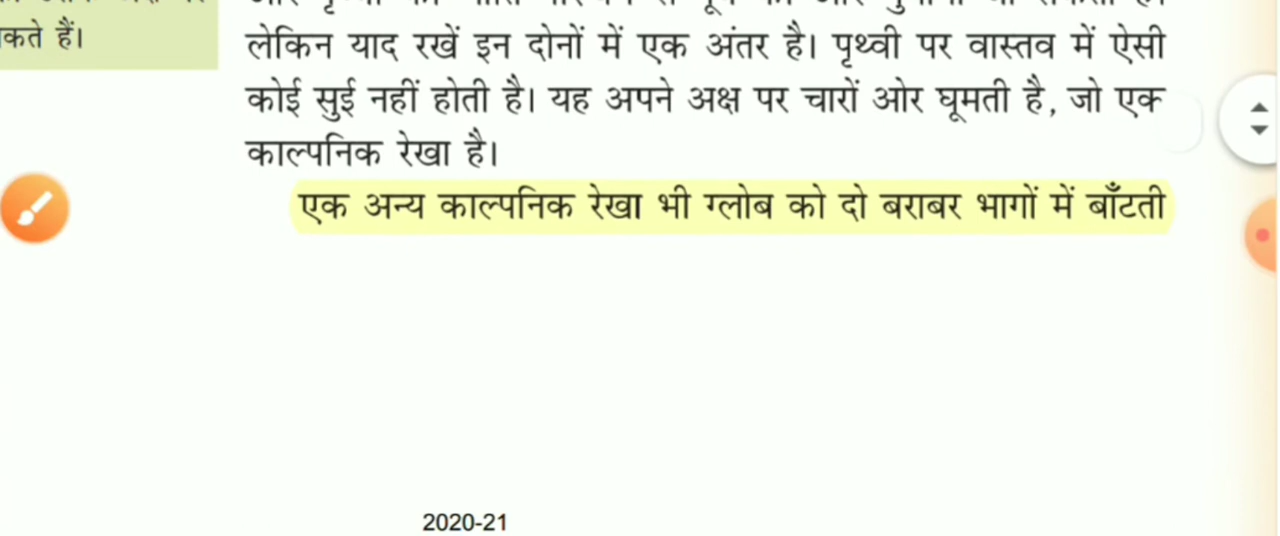 कते हैं।
लेकिन याद रखें इन दोनों में एक अंतर है। पृथ्वी पर वास्तव में ऐसी
कोई सुई नहीं होती है। यह अपने अक्ष पर चारों ओर घूमती है, जो एक
काल्पनिक रेखा है।
एक अन्य काल्पनिक रेखा भी ग्लोब को दो बराबर भागों में बाँटती
2020-21